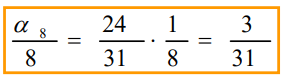 α₈/8 = 24/31 · 1/8 = 3/31